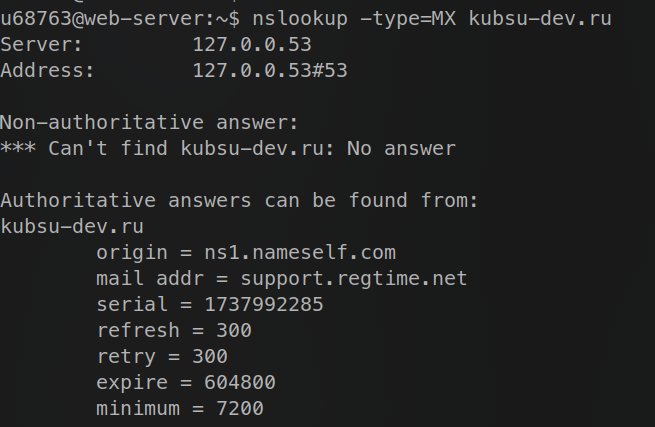 u68763@web-server:~$ nslookup -type=MX kubsu-dev.ru
Server:         127.0.0.53
Address:        127.0.0.53#53

Non-authoritative answer:
*** Can't find kubsu-dev.ru: No answer

Authoritative answers can be found from:
kubsu-dev.ru
        origin = ns1.nameself.com
        mail addr = support.regtime.net
        serial = 1737992285
        refresh = 300
        retry = 300
        expire = 604800
        minimum = 7200